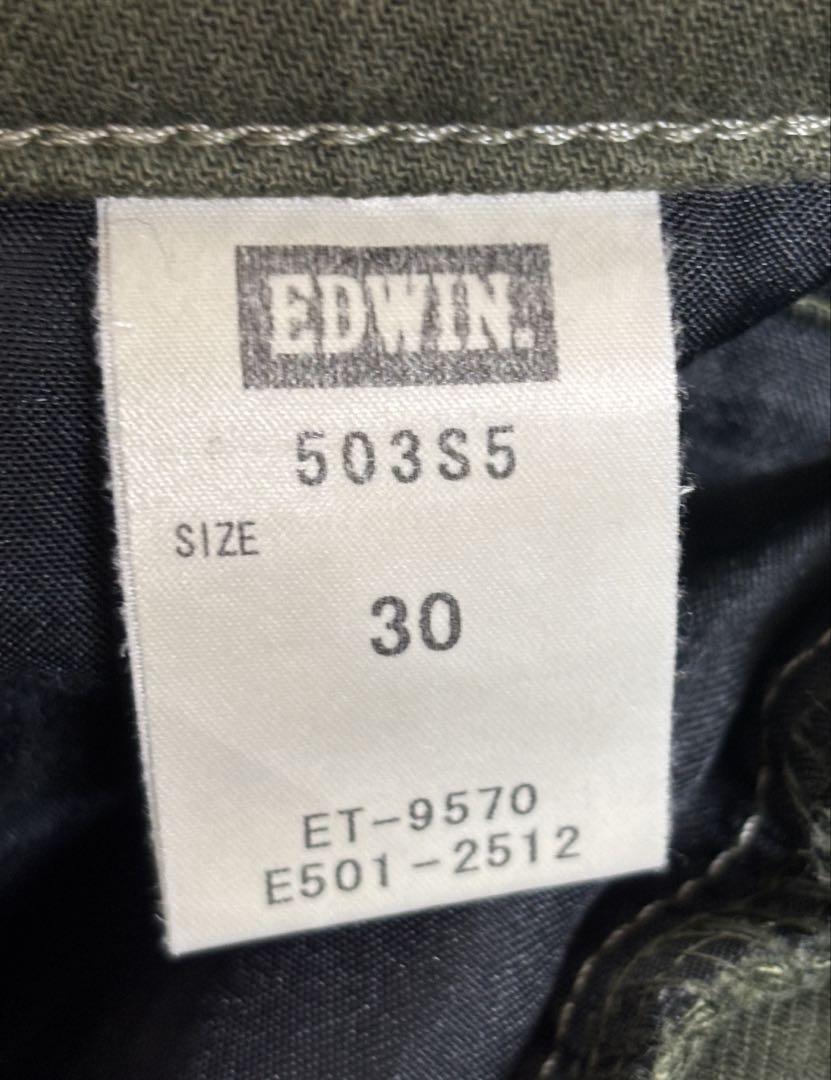 EDWIN.
503S5
SIZE
30
ET-9570
E501-2512